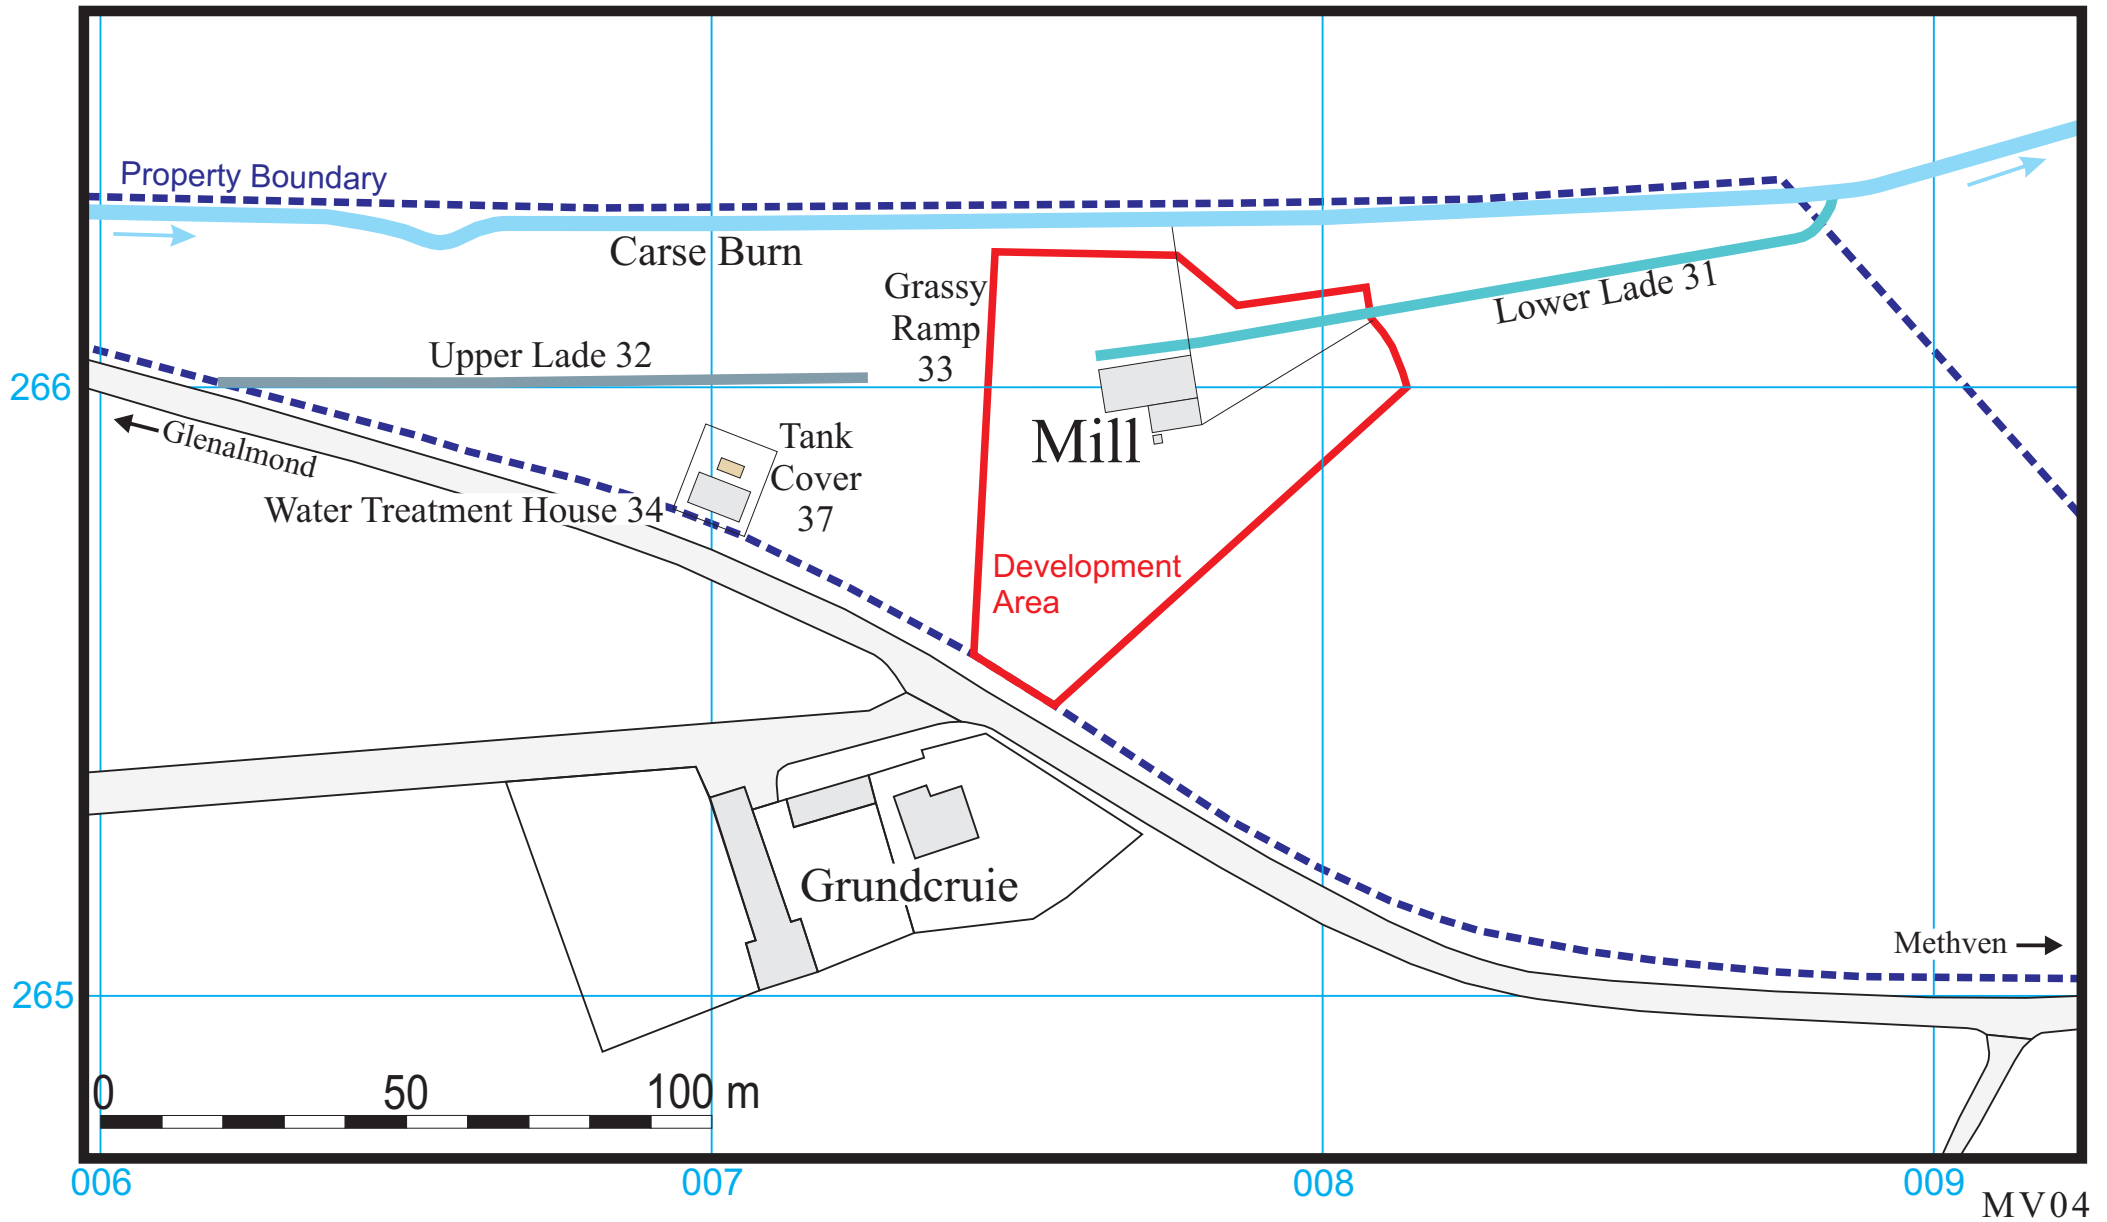 Property Boundary
Carse Burn
Grassy
Ramp
33
Lower Lade 31
Upper Lade 32
266
Glenalmond
Mill
Tank
Cover
37
Water Treatment House 34
Development
Area
Grundcruie
Methven
265
0 50 100 m
006 007 008 009
MV04